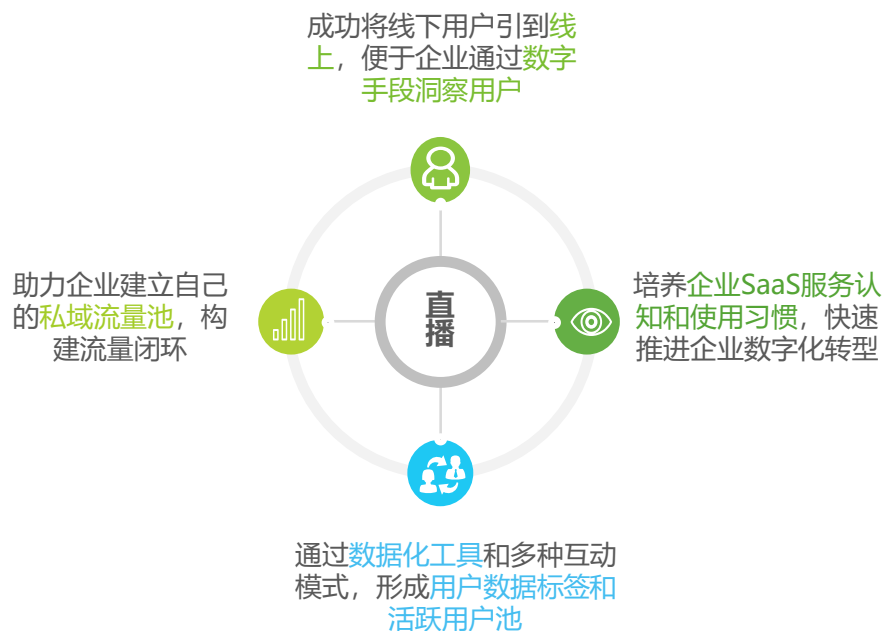 成功将线下用户引到线
上，便于企业通过数字
手段洞察用户
助力企业建立自己
的私域流量池，构
建流量闭环
直
播
培养企业SaaS服务认
知和使用习惯，快速
推进企业数字化转型
通过数据化工具和多种互动
模式，形成用户数据标签和
活跃用户池